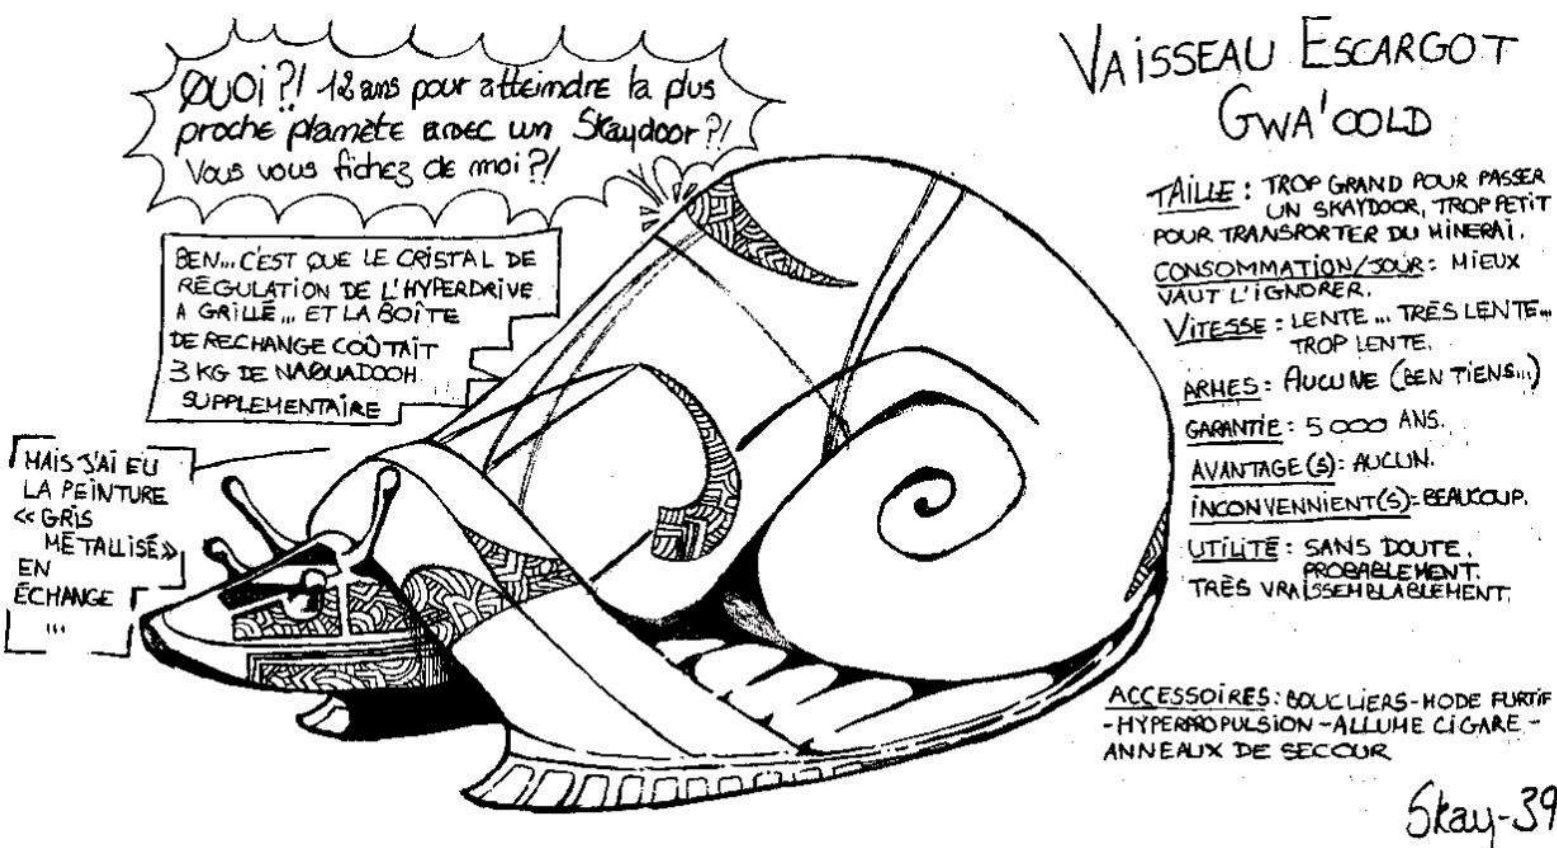 QUOI ?! 12 ans pour atteindre la plus
proche planète avec un Skaydoor ?!
Vous vous fichez de moi ?!
BEN... C'EST QUE LE CRISTAL DE
RÉGULATION DE L'HYPERDRIVE
A GRILLÉ... ET LA BOÎTE
DE RECHANGE COÛTAIT
3 KG DE NAQUADOOH
SUPPLEMENTAIRE
MAIS J'AI EU
LA PEINTURE
« GRIS
MÉTALLISÉ »
EN
ÉCHANGE
...
VAISSEAU ESCARGOT
GWA'OOLD
TAILLE : TROP GRAND POUR PASSER
UN SKAYDOOR, TROP PETIT
POUR TRANSPORTER DU MINERAI.
CONSOMMATION/JOUR : MIEUX
VAUT L'IGNORER.
VITESSE : LENTE... TRÈS LENTE...
TROP LENTE.
ARMES : AUCUNE (BEN TIENS...)
GARANTIE : 5000 ANS.
AVANTAGE(S) : AUCUN.
INCONVENNIENT(S) : BEAUCOUP.
UTILITÉ : SANS DOUTE.
PROBABLEMENT.
TRÈS VRAISSEMBLABLEMENT.
ACCESSOIRES : BOUCLIERS - MODE FURTIF
- HYPERPROPULSION - ALLUME CIGARE -
ANNEAUX DE SECOUR
Skay-39